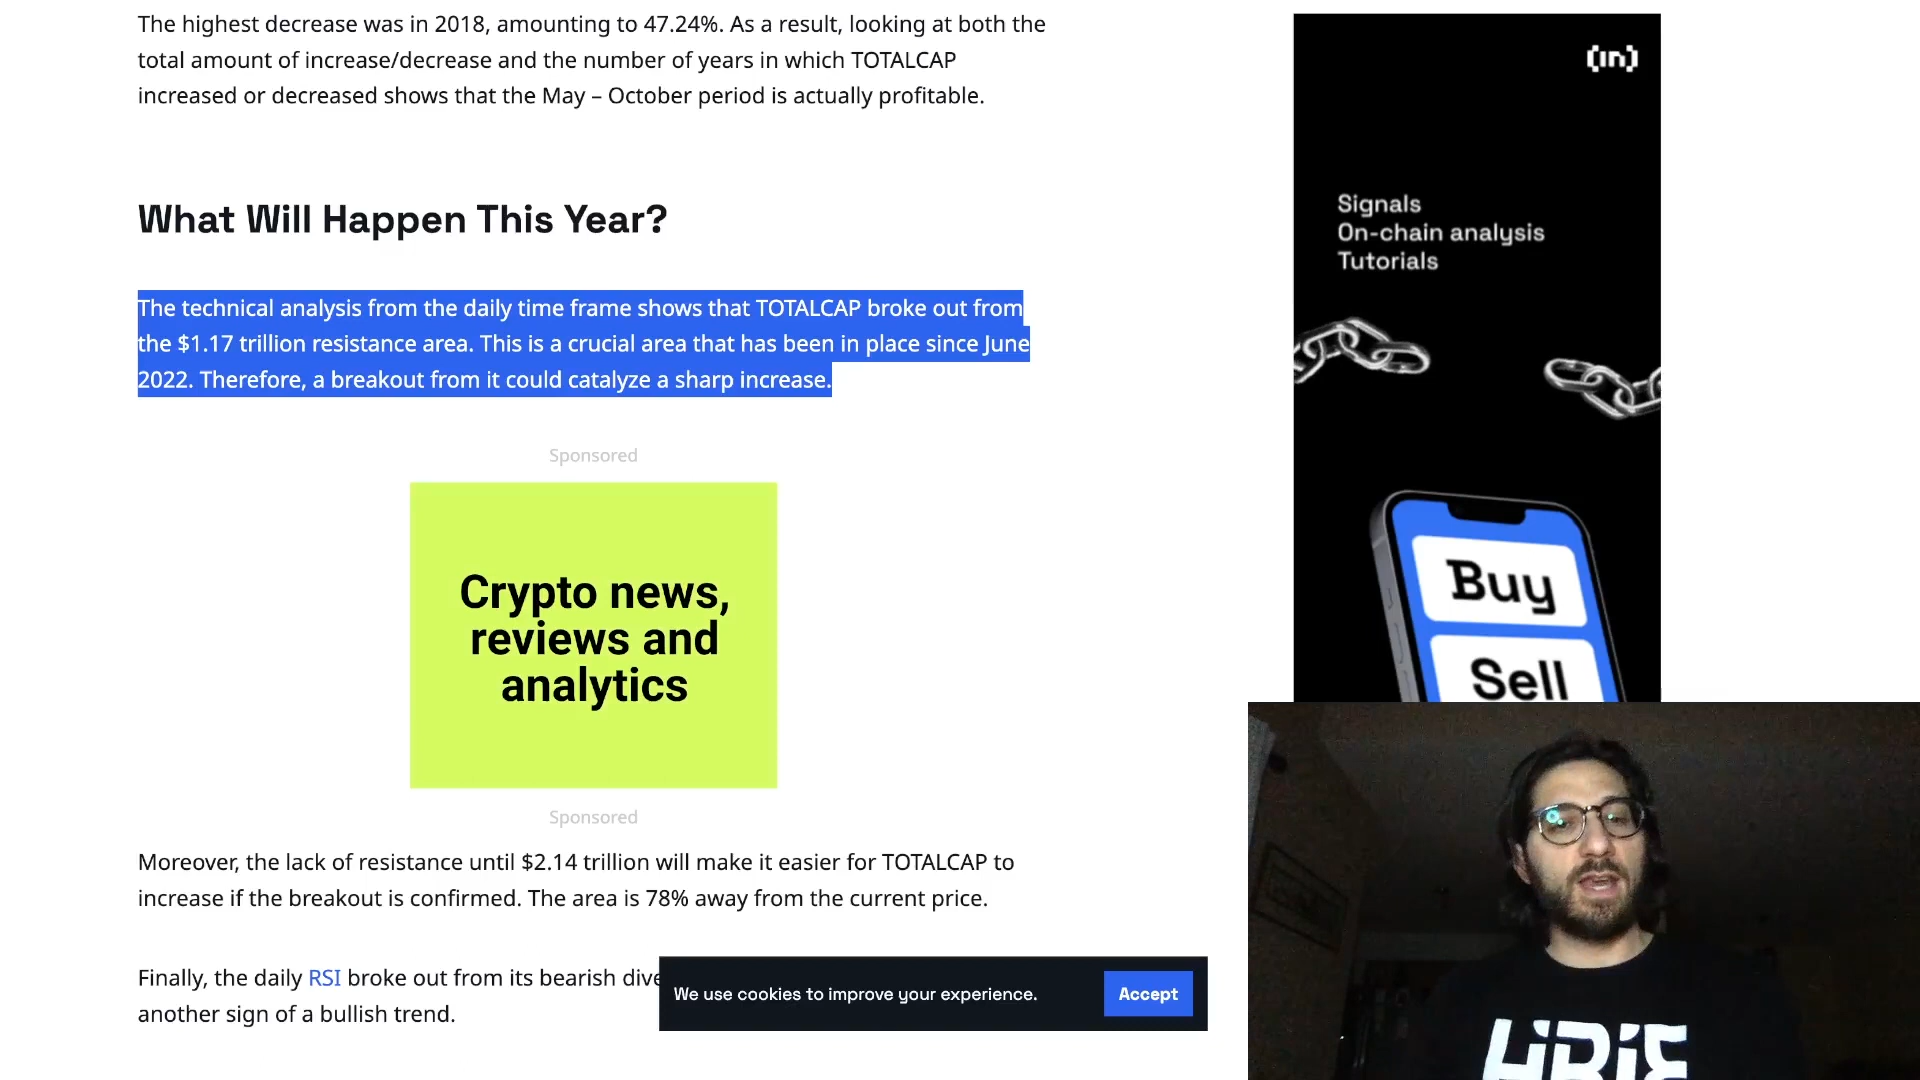 The highest decrease was in 2018, amounting to 47.24%. As a result, looking at both the
total amount of increase/decrease and the number of years in which TOTALCAP
increased or decreased shows that the May – October period is actually profitable.
What Will Happen This Year?
The technical analysis from the daily time frame shows that TOTALCAP broke out from
the $1.17 trillion resistance area. This is a crucial area that has been in place since June
2022. Therefore, a breakout from it could catalyze a sharp increase.
Sponsored
Crypto news,
reviews and
analytics
Sponsored
Moreover, the lack of resistance until $2.14 trillion will make it easier for TOTALCAP to
increase if the breakout is confirmed. The area is 78% away from the current price.
Finally, the daily RSI broke out from its bearish
another sign of a bullish trend.
We use cookies to improve your experience.
Accept
(in)
Signals
On-chain analysis
Tutorials
Buy
Sell